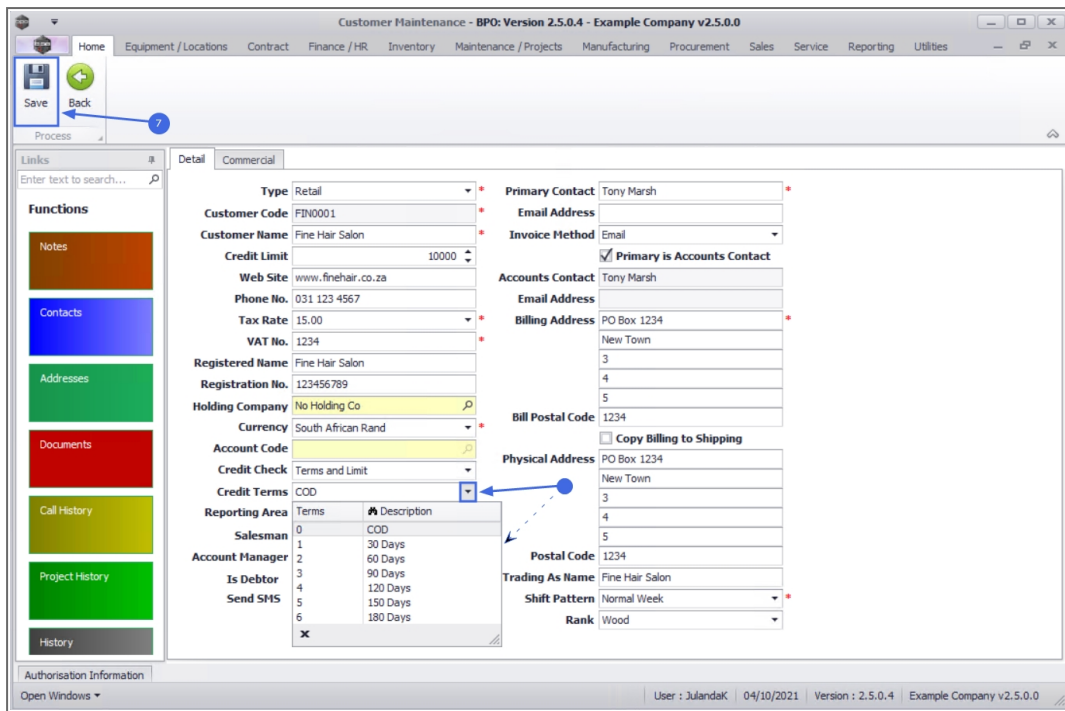 Customer Maintenance - BPO: Version 2.5.0.4 - Example Company v2.5.0.0
Home Equipment / Locations Contract Finance / HR Inventory Maintenance / Projects Manufacturing Procurement Sales Service Reporting Utilities
Save Back
7
Process
Links
Enter text to search...
Functions
Notes
Contacts
Addresses
Documents
Call History
Project History
History
Detail Commercial
Type Retail *
Customer Code FIN0001 *
Customer Name Fine Hair Salon *
Credit Limit 10000
Web Site www.finehair.co.za
Phone No. 031 123 4567
Tax Rate 15.00 *
VAT No. 1234 *
Registered Name Fine Hair Salon
Registration No. 123456789
Holding Company No Holding Co
Currency South African Rand *
Account Code
Credit Check Terms and Limit
Credit Terms COD
Reporting Area
Salesman
Account Manager
Is Debtor
Send SMS
Terms Description
0 COD
1 30 Days
2 60 Days
3 90 Days
4 120 Days
5 150 Days
6 180 Days
x
Primary Contact Tony Marsh *
Email Address
Invoice Method Email
Primary is Accounts Contact
Accounts Contact Tony Marsh
Email Address
Billing Address PO Box 1234 *
New Town
3
4
5
Bill Postal Code 1234
Copy Billing to Shipping
Physical Address PO Box 1234
New Town
3
4
5
Postal Code 1234
Trading As Name Fine Hair Salon
Shift Pattern Normal Week *
Rank Wood
Authorisation Information
Open Windows
User : JulandaK 04/10/2021 Version : 2.5.0.4 Example Company v2.5.0.0